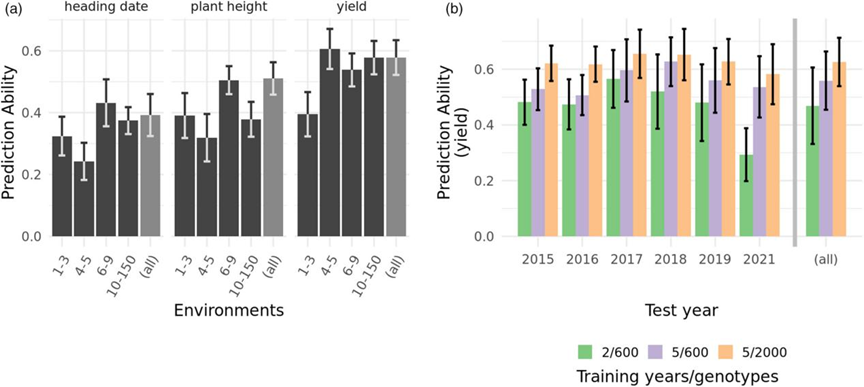 (a)
heading date plant height yield
Prediction Ability
0.6
0.4
0.2
0.0
1-3 4-5 6-9 10-150 (all) 1-3 4-5 6-9 10-150 (all) 1-3 4-5 6-9 10-150 (all)
Environments
(b)
Prediction Ability
(yield)
0.6
0.4
0.2
0.0
2015 2016 2017 2018 2019 2021 (all)
Test year
2/600 5/600 5/2000
Training years/genotypes